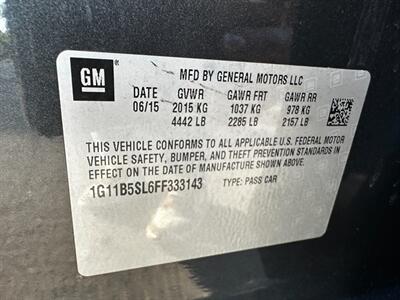 GM
MFD BY GENERAL MOTORS LLC
06/15 GVWR GAWR FRT GAWR RR
2015 KG 1037 KG 978 KG
4442 LB 2285 LB 2157 LB
THIS VEHICLE CONFORMS TO ALL APPLICABLE U.S. FEDERAL MOTOR
VEHICLE SAFETY, BUMPER, AND THEFT PREVENTION STANDARDS IN
EFFECT ON THE DATE OF MANUFACTURE SHOWN ABOVE.
1G11B5SL6FF333143 TYPE: PASS CAR